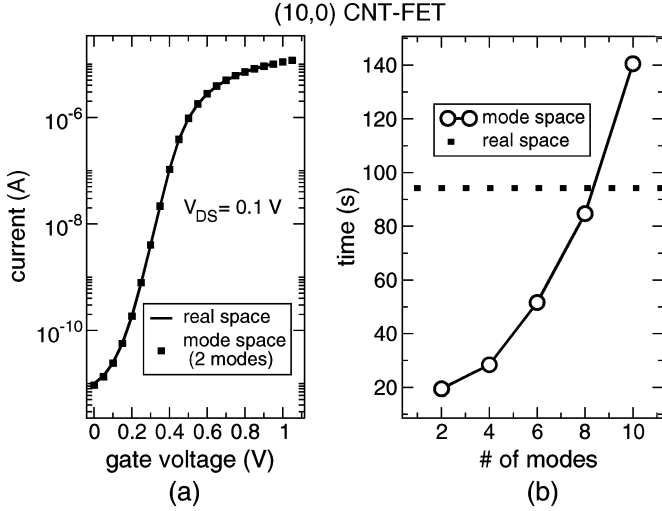 (10,0) CNT-FET
10⁻⁶
10⁻⁸
10⁻¹⁰
current (A)
V_DS= 0.1 V
real space
mode space
(2 modes)
0 0.2 0.4 0.6 0.8 1
gate voltage (V)
(a)
140
120
100
80
60
40
20
time (s)
mode space
real space
2 4 6 8 10
# of modes
(b)